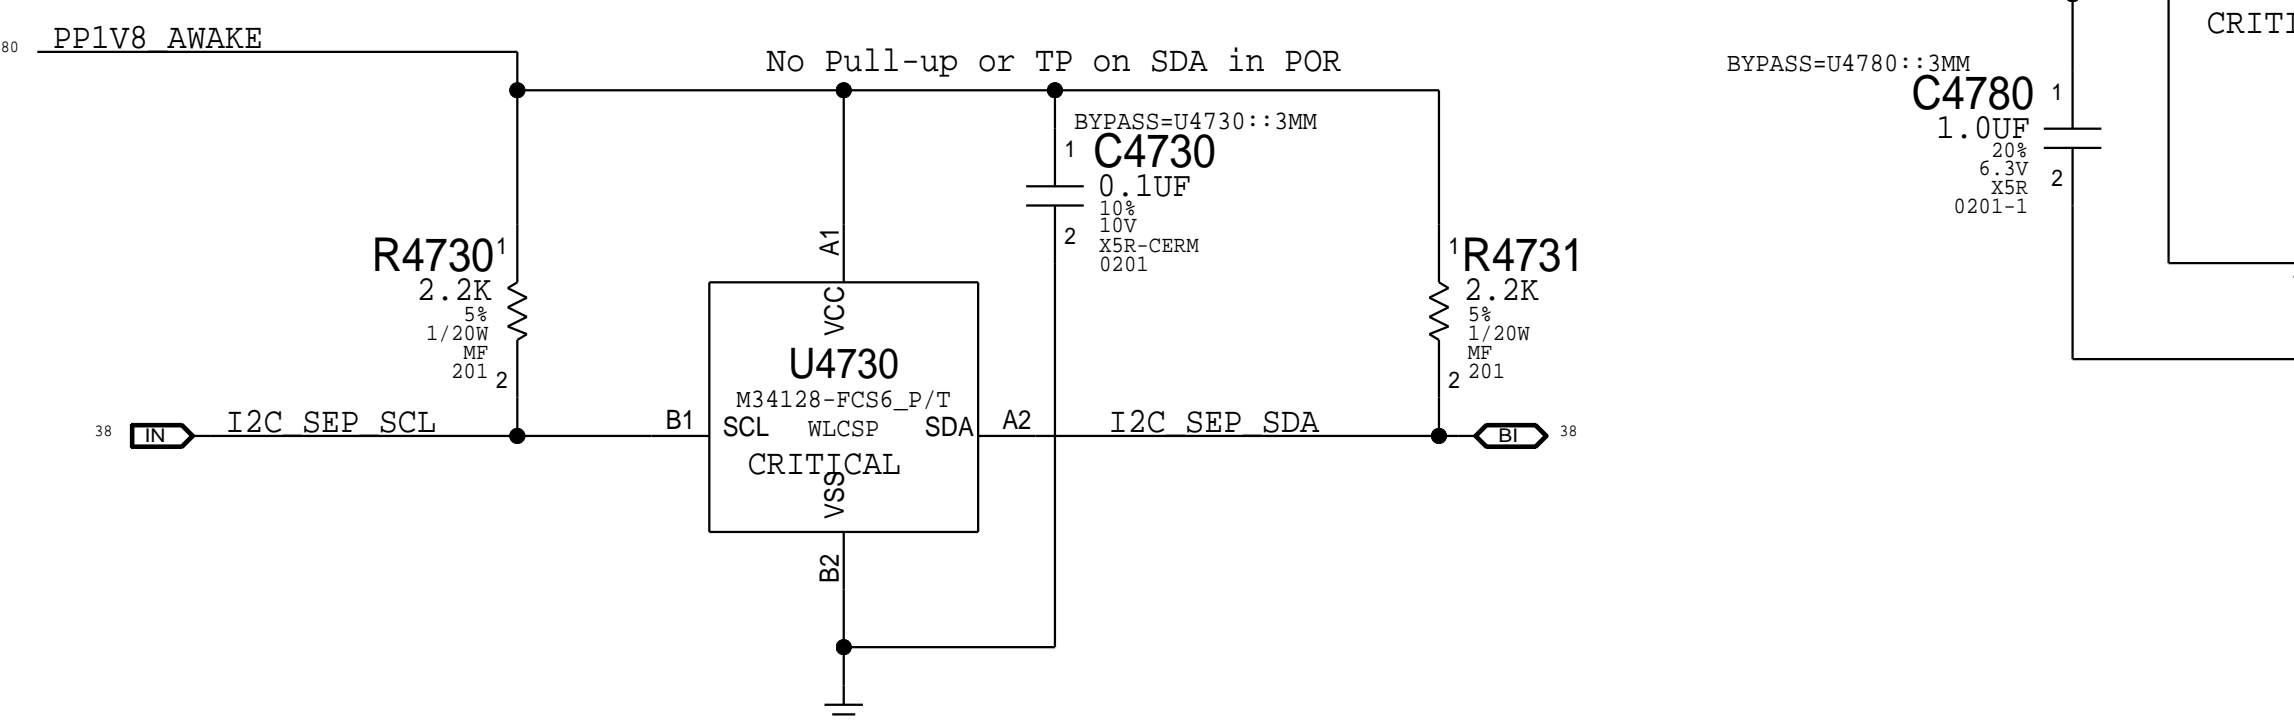 80 PP1V8_AWAKE
No Pull-up or TP on SDA in POR
BYPASS=U4730::3MM
1 C4730
0.1UF
10%
10V
2 X5R-CERM
0201
A1
R4730 1
2.2K
5%
1/20W
MF
201 2
1 R4731
2.2K
5%
1/20W
MF
2 201
VCC
U4730
M34128-FCS6_P/T
SCL WLCSP SDA
CRITICAL
VSS
38 IN I2C_SEP_SCL B1
A2 I2C_SEP_SDA BI 38
B2
BYPASS=U4780::3MM
C4780 1
1.0UF
20%
6.3V
X5R 2
0201-1